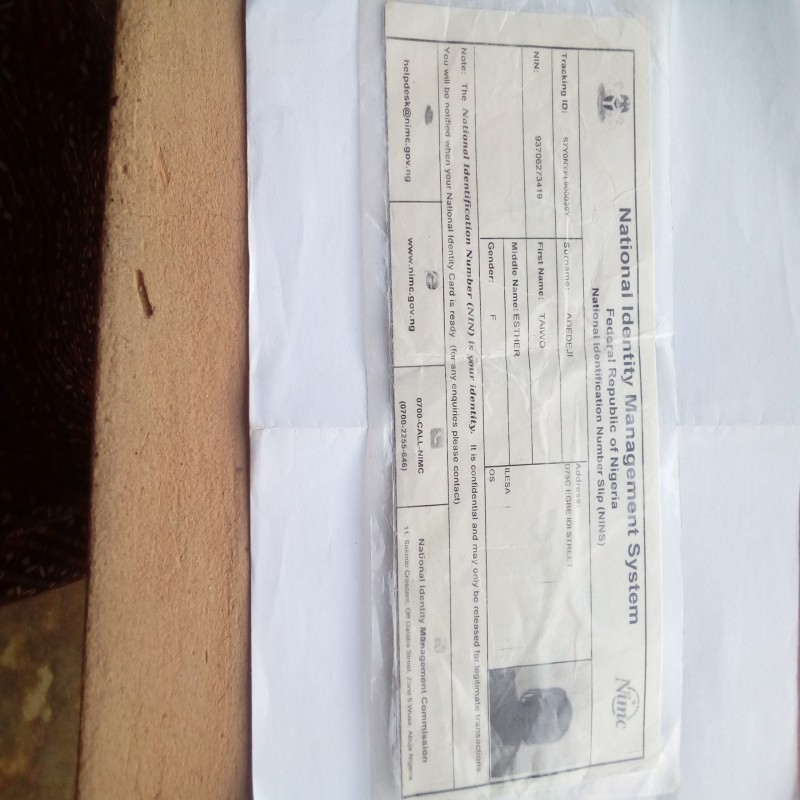 National Identity Management System
Federal Republic of Nigeria
National Identification Number Slip (NINS)
Nimc
Tracking ID:
Surname: ADEDEJI
Address:
STREET
NIN: 93706273419
First Name: TAIWO
Middle Name: ESTHER
Gender: F
ILESA
OS
Note: The National Identification Number (NIN) is your identity. It is confidential and may only be released for legitimate transactions
You will be notified when your National Identity Card is ready (for any enquiries please contact)
helpdesk@nimc.gov.ng
www.nimc.gov.ng
0700-CALL-NIMC
(0700-2255-646)
National Identity Management Commission
11, Sokode Crescent, Off Dalaba Street, Zone 5 Wuse, Abuja Nigeria